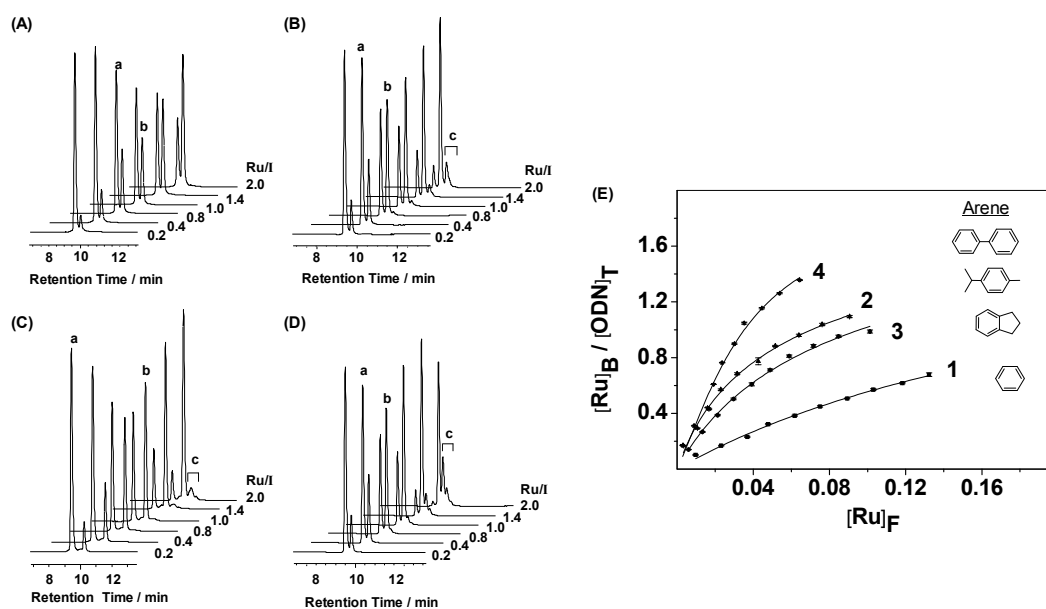 (A)
a
b
Ru/I
2.0
1.4
1.0
0.8
0.4
0.2
8 10 12
Retention Time / min
(B)
a
b
c
Ru/I
2.0
1.4
1.0
0.8
0.4
0.2
10 12
Retention Time / min
(C)
a
b
c
Ru/I
2.0
1.4
1.0
0.8
0.4
0.2
8 10 12
Retention Time / min
(D)
a
b
c
Ru/I
2.0
1.4
1.0
0.8
0.4
0.2
10 12
Retention Time / min
(E)
[Ru]B / [ODN]T
1.6
1.2
0.8
0.4
4
2
3
1
Arene
0.04 0.08 0.12 0.16
[Ru]F